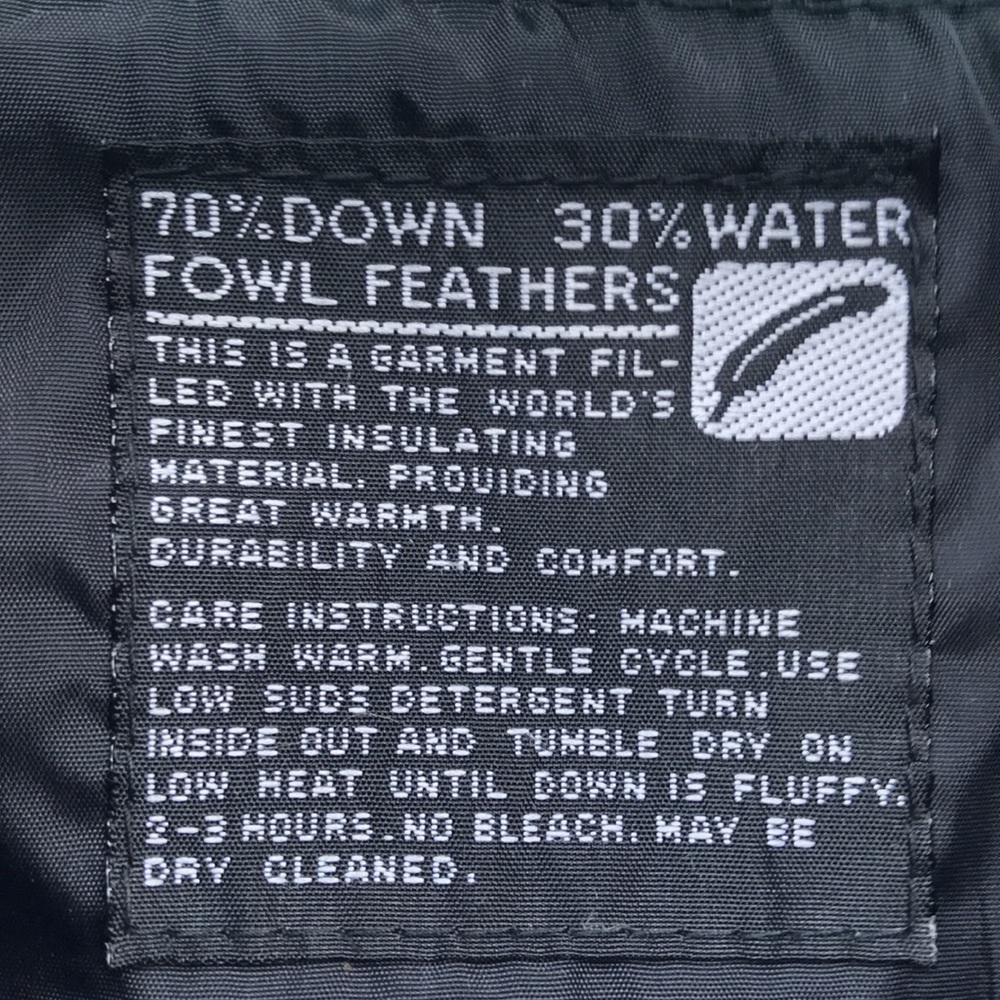 70% DOWN 30% WATER
FOWL FEATHERS
THIS IS A GARMENT FIL-
LED WITH THE WORLD'S
FINEST INSULATING
MATERIAL. PROUIDING
GREAT WARMTH.
DURABILITY AND COMFORT.
CARE INSTRUCTIONS: MACHINE
WASH WARM.GENTLE CYCLE.USE
LOW SUDS DETERGENT TURN
INSIDE OUT AND TUMBLE DRY ON
LOW HEAT UNTIL DOWN IS FLUFFY.
2-3 HOURS.NO BLEACH. MAY BE
DRY CLEANED.